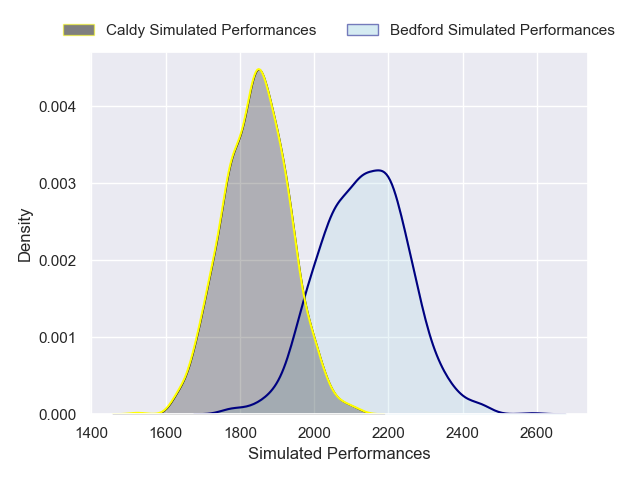 Caldy Simulated Performances Bedford Simulated Performances
0.004
0.003
0.002
0.001
0.000
Density
1400 1600 1800 2000 2200 2400 2600
Simulated Performances